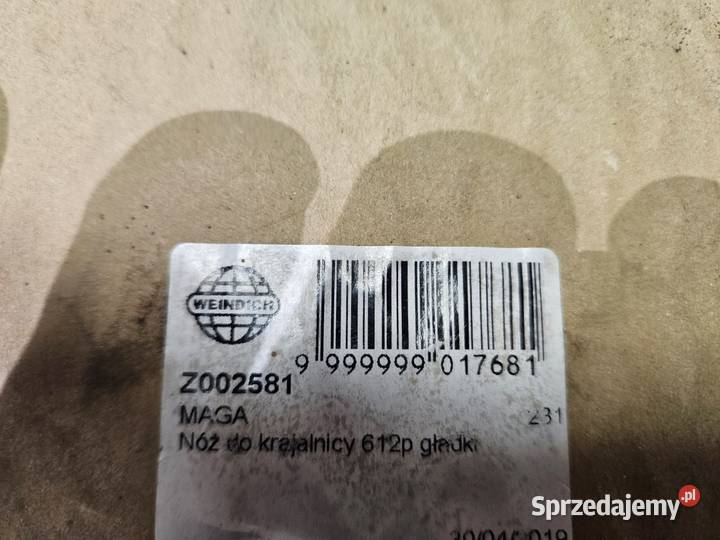 WEINDICH
9 999999 017681
Z002581
MAGA 231
Nóż do krajalnicy 612p gładki
Sprzedajemy.pl